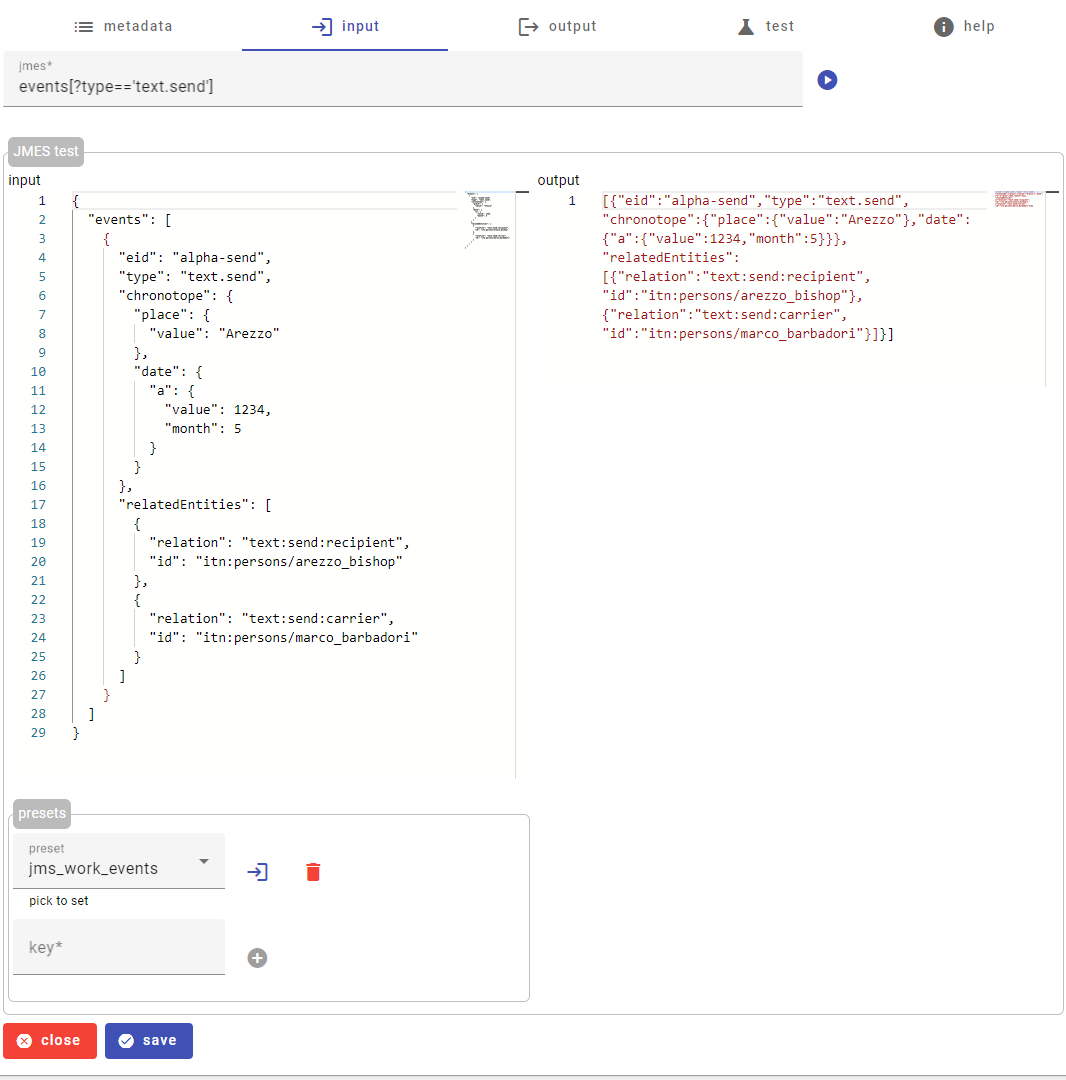 metadata input output test help
jmes*
events[?type=='text.send']
JMES test
input
1 {
2 "events": [
3 {
4 "eid": "alpha-send",
5 "type": "text.send",
6 "chronotope": {
7 "place": {
8 "value": "Arezzo"
9 },
10 "date": {
11 "a": {
12 "value": 1234,
13 "month": 5
14 }
15 }
16 },
17 "relatedEntities": [
18 {
19 "relation": "text:send:recipient",
20 "id": "itn:persons/arezzo_bishop"
21 },
22 {
23 "relation": "text:send:carrier",
24 "id": "itn:persons/marco_barbadori"
25 }
26 ]
27 }
28 ]
29 }
output
1 [{"eid":"alpha-send","type":"text.send",
"chronotope":{"place":{"value":"Arezzo"},"date":
{"a":{"value":1234,"month":5}}},
"relatedEntities":
[{"relation":"text:send:recipient",
"id":"itn:persons/arezzo_bishop"},
{"relation":"text:send:carrier",
"id":"itn:persons/marco_barbadori"}]}]
presets
preset
jms_work_events
pick to set
key*
close save